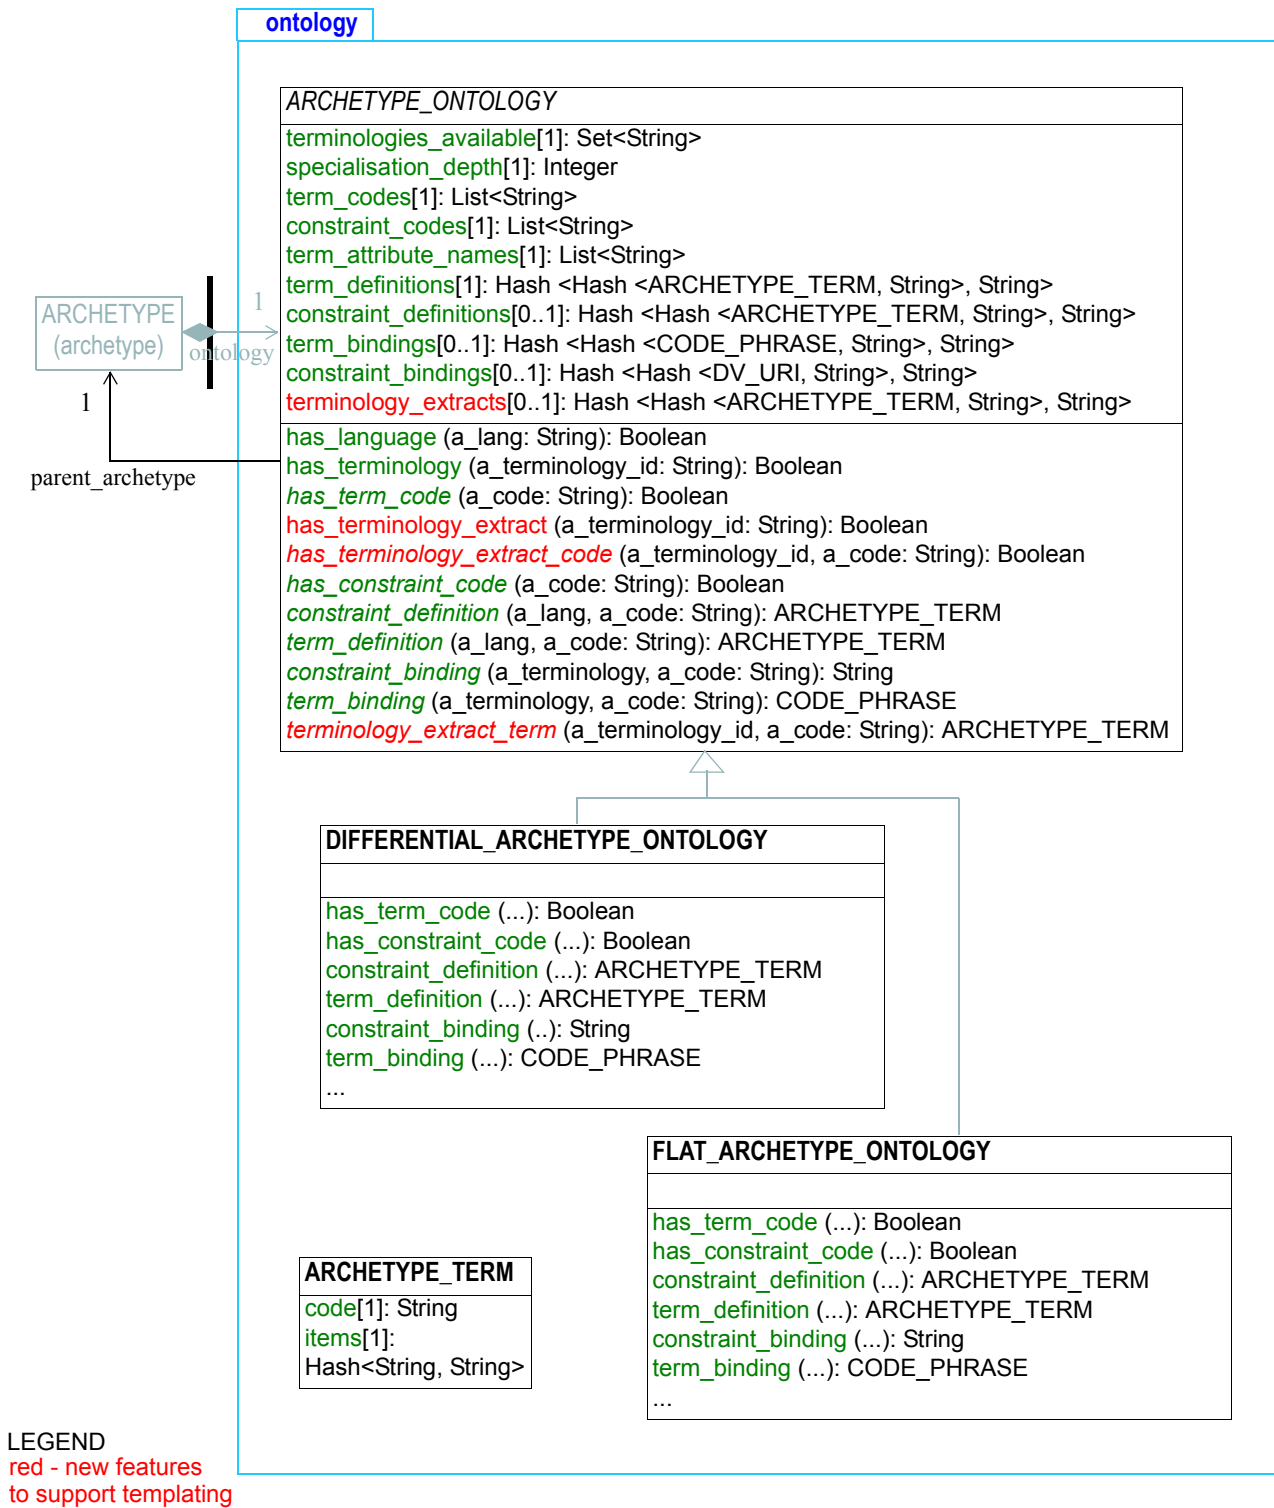 ontology
ARCHETYPE_ONTOLOGY
terminologies_available[1]: Set<String>
specialisation_depth[1]: Integer
term_codes[1]: List<String>
constraint_codes[1]: List<String>
term_attribute_names[1]: List<String>
term_definitions[1]: Hash <Hash <ARCHETYPE_TERM, String>, String>
constraint_definitions[0..1]: Hash <Hash <ARCHETYPE_TERM, String>, String>
term_bindings[0..1]: Hash <Hash <CODE_PHRASE, String>, String>
constraint_bindings[0..1]: Hash <Hash <DV_URI, String>, String>
terminology_extracts[0..1]: Hash <Hash <ARCHETYPE_TERM, String>, String>
has_language (a_lang: String): Boolean
has_terminology (a_terminology_id: String): Boolean
has_term_code (a_code: String): Boolean
has_terminology_extract (a_terminology_id: String): Boolean
has_terminology_extract_code (a_terminology_id, a_code: String): Boolean
has_constraint_code (a_code: String): Boolean
constraint_definition (a_lang, a_code: String): ARCHETYPE_TERM
term_definition (a_lang, a_code: String): ARCHETYPE_TERM
constraint_binding (a_terminology, a_code: String): String
term_binding (a_terminology, a_code: String): CODE_PHRASE
terminology_extract_term (a_terminology_id, a_code: String): ARCHETYPE_TERM
ARCHETYPE
(archetype)
1
ontology
1
parent_archetype
DIFFERENTIAL_ARCHETYPE_ONTOLOGY
has_term_code (...): Boolean
has_constraint_code (...): Boolean
constraint_definition (...): ARCHETYPE_TERM
term_definition (...): ARCHETYPE_TERM
constraint_binding (..): String
term_binding (...): CODE_PHRASE
...
FLAT_ARCHETYPE_ONTOLOGY
has_term_code (...): Boolean
has_constraint_code (...): Boolean
constraint_definition (...): ARCHETYPE_TERM
term_definition (...): ARCHETYPE_TERM
constraint_binding (...): String
term_binding (...): CODE_PHRASE
...
ARCHETYPE_TERM
code[1]: String
items[1]:
Hash<String, String>
LEGEND
red - new features
to support templating